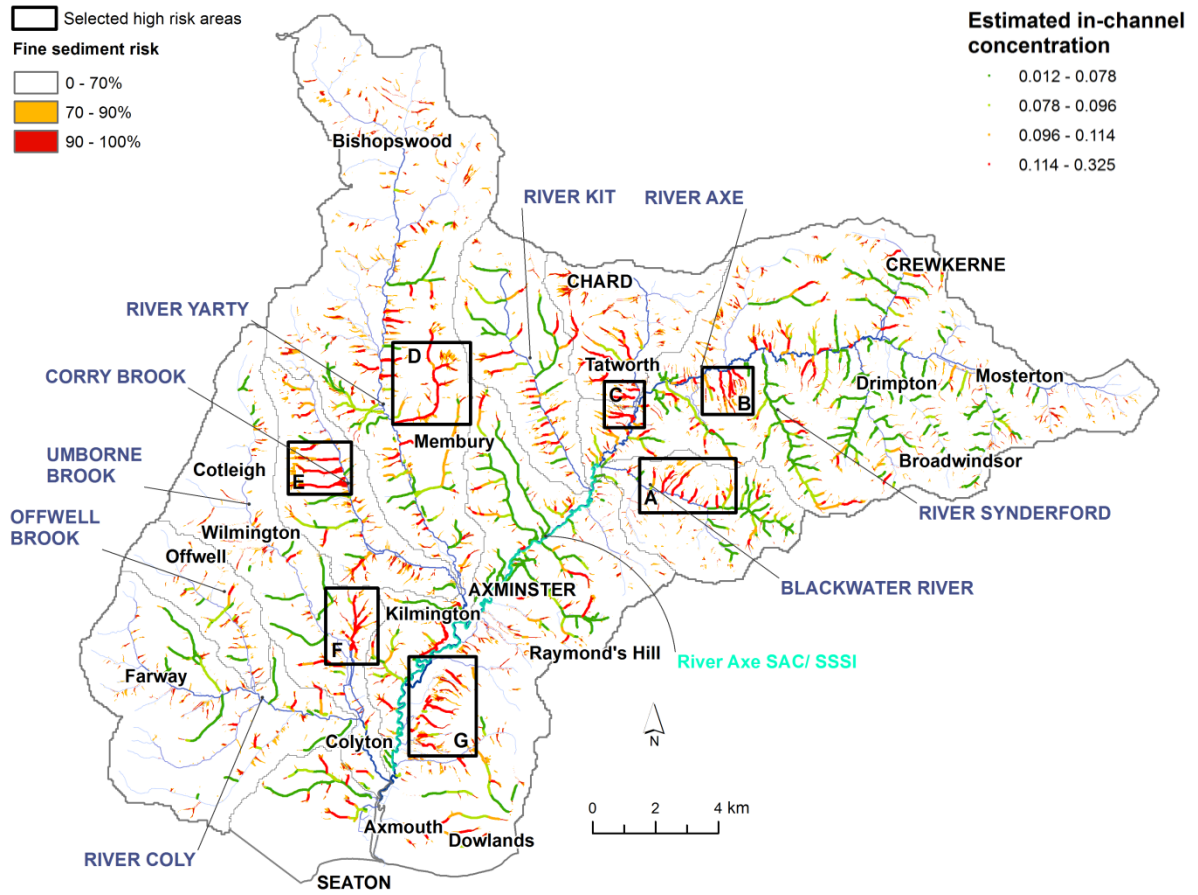 Selected high risk areas
Fine sediment risk
0 - 70%
70 - 90%
90 - 100%
Estimated in-channel
concentration
0.012 - 0.078
0.078 - 0.096
0.096 - 0.114
0.114 - 0.325
Bishopswood
RIVER KIT
RIVER AXE
CREWKERNE
CHARD
RIVER YARTY
D
Tatworth
CORRY BROOK
C
B
Drimpton
Mosterton
Membury
UMBORNE
BROOK
Cotleigh
E
A
Broadwindsor
OFFWELL
BROOK
Wilmington
Offwell
RIVER SYNDERFORD
AXMINSTER
BLACKWATER RIVER
Kilmington
F
Raymond's Hill
River Axe SAC/ SSSI
Farway
N
Colyton
G
0 2 4 km
Axmouth
Dowlands
RIVER COLY
SEATON